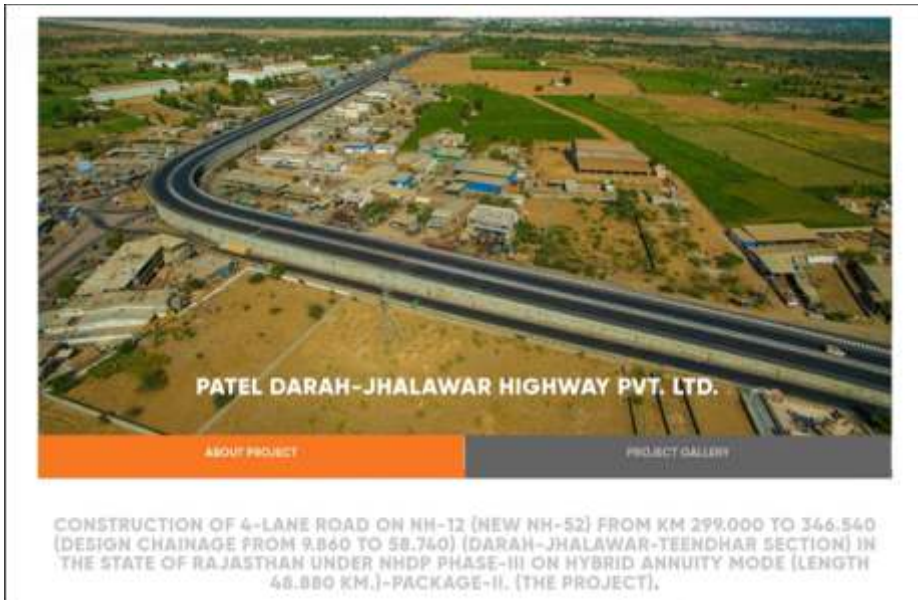 PATEL DARAH-JHALAWAR HIGHWAY PVT. LTD.
ABOUT PROJECT
PROJECT GALLERY
CONSTRUCTION OF 4-LANE ROAD ON NH-12 (NEW NH-52) FROM KM 299.000 TO 346.540
(DESIGN CHAINAGE FROM 9.860 TO 58.740) (DARAH-JHALAWAR-TEENDHAR SECTION) IN
THE STATE OF RAJASTHAN UNDER NHDP PHASE-III ON HYBRID ANNUITY MODE (LENGTH
48.880 KM.)-PACKAGE-II. (THE PROJECT).